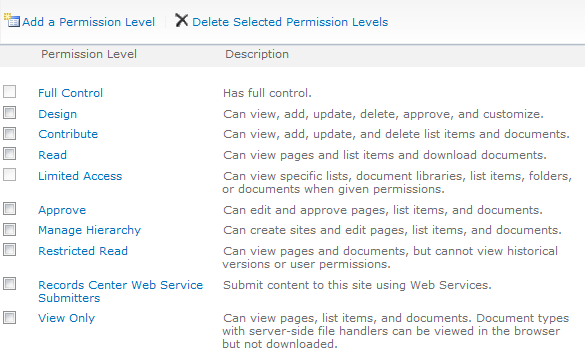 Add a Permission Level Delete Selected Permission Levels
Permission Level Description
Full Control Has full control.
Design Can view, add, update, delete, approve, and customize.
Contribute Can view, add, update, and delete list items and documents.
Read Can view pages and list items and download documents.
Limited Access Can view specific lists, document libraries, list items, folders,
or documents when given permissions.
Approve Can edit and approve pages, list items, and documents.
Manage Hierarchy Can create sites and edit pages, list items, and documents.
Restricted Read Can view pages and documents, but cannot view historical
versions or user permissions.
Records Center Web Service Submit content to this site using Web Services.
Submitters
View Only Can view pages, list items, and documents. Document types
with server-side file handlers can be viewed in the browser
but not downloaded.